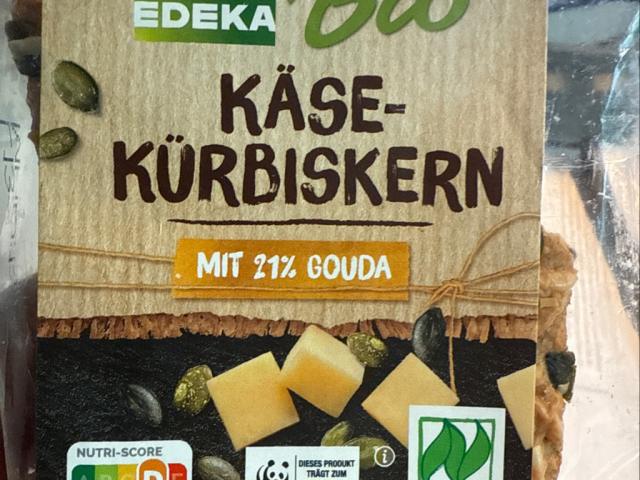 EDEKA Bio
KÄSE-
KÜRBISKERN
MIT 21% GOUDA
NUTRI-SCORE
A B C D E
DIESES PRODUKT
TRÄGT ZUM